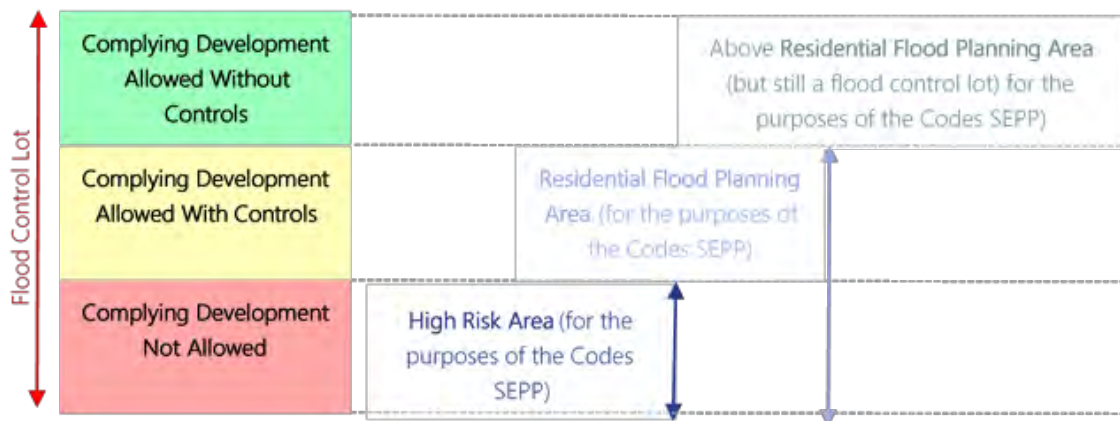 Flood Control Lot
Complying Development
Allowed Without
Controls
Above Residential Flood Planning Area
(but still a flood control lot) for the
purposes of the Codes SEPP)
Complying Development
Allowed With Controls
Residential Flood Planning
Area (for the purposes of
the Codes SEPP)
Complying Development
Not Allowed
High Risk Area (for the
purposes of the Codes
SEPP)